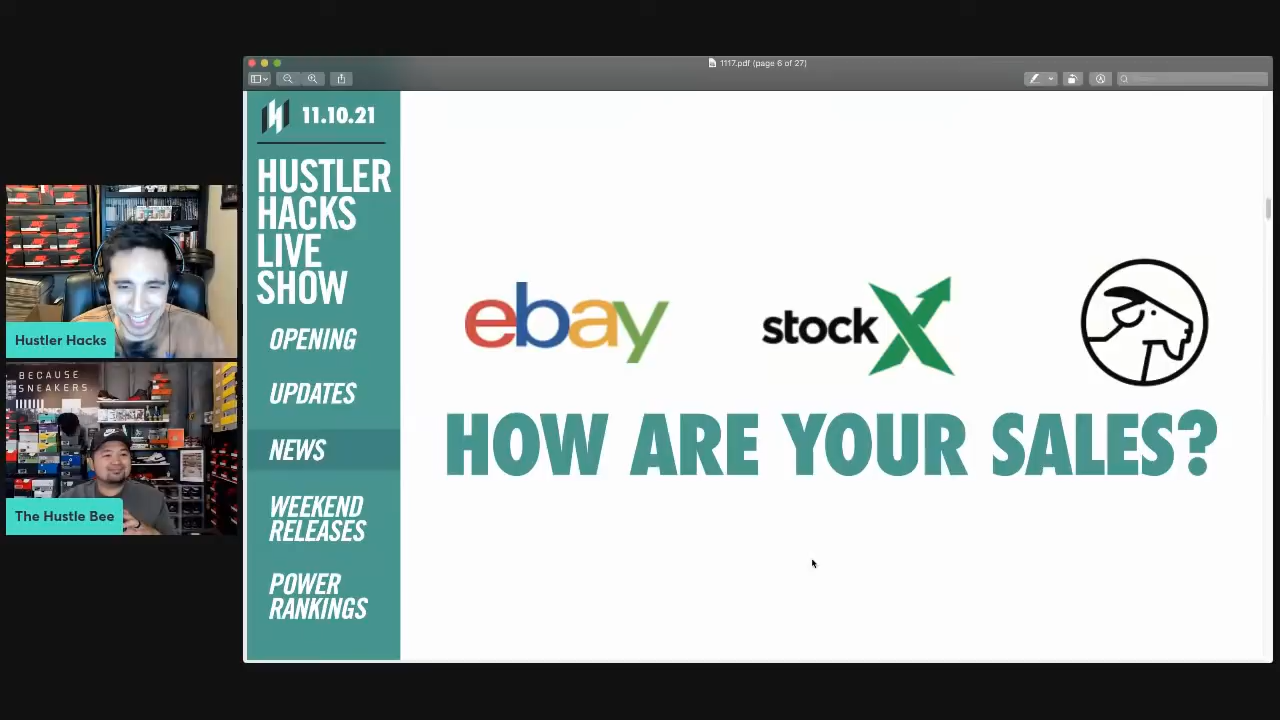 1117.pdf (page 6 of 27)
11.10.21
HUSTLER
HACKS
LIVE
SHOW
OPENING
UPDATES
NEWS
WEEKEND
RELEASES
POWER
RANKINGS
ebay
stockX
HOW ARE YOUR SALES?
Hustler Hacks
BECAUSE
SNEAKERS
The Hustle Bee